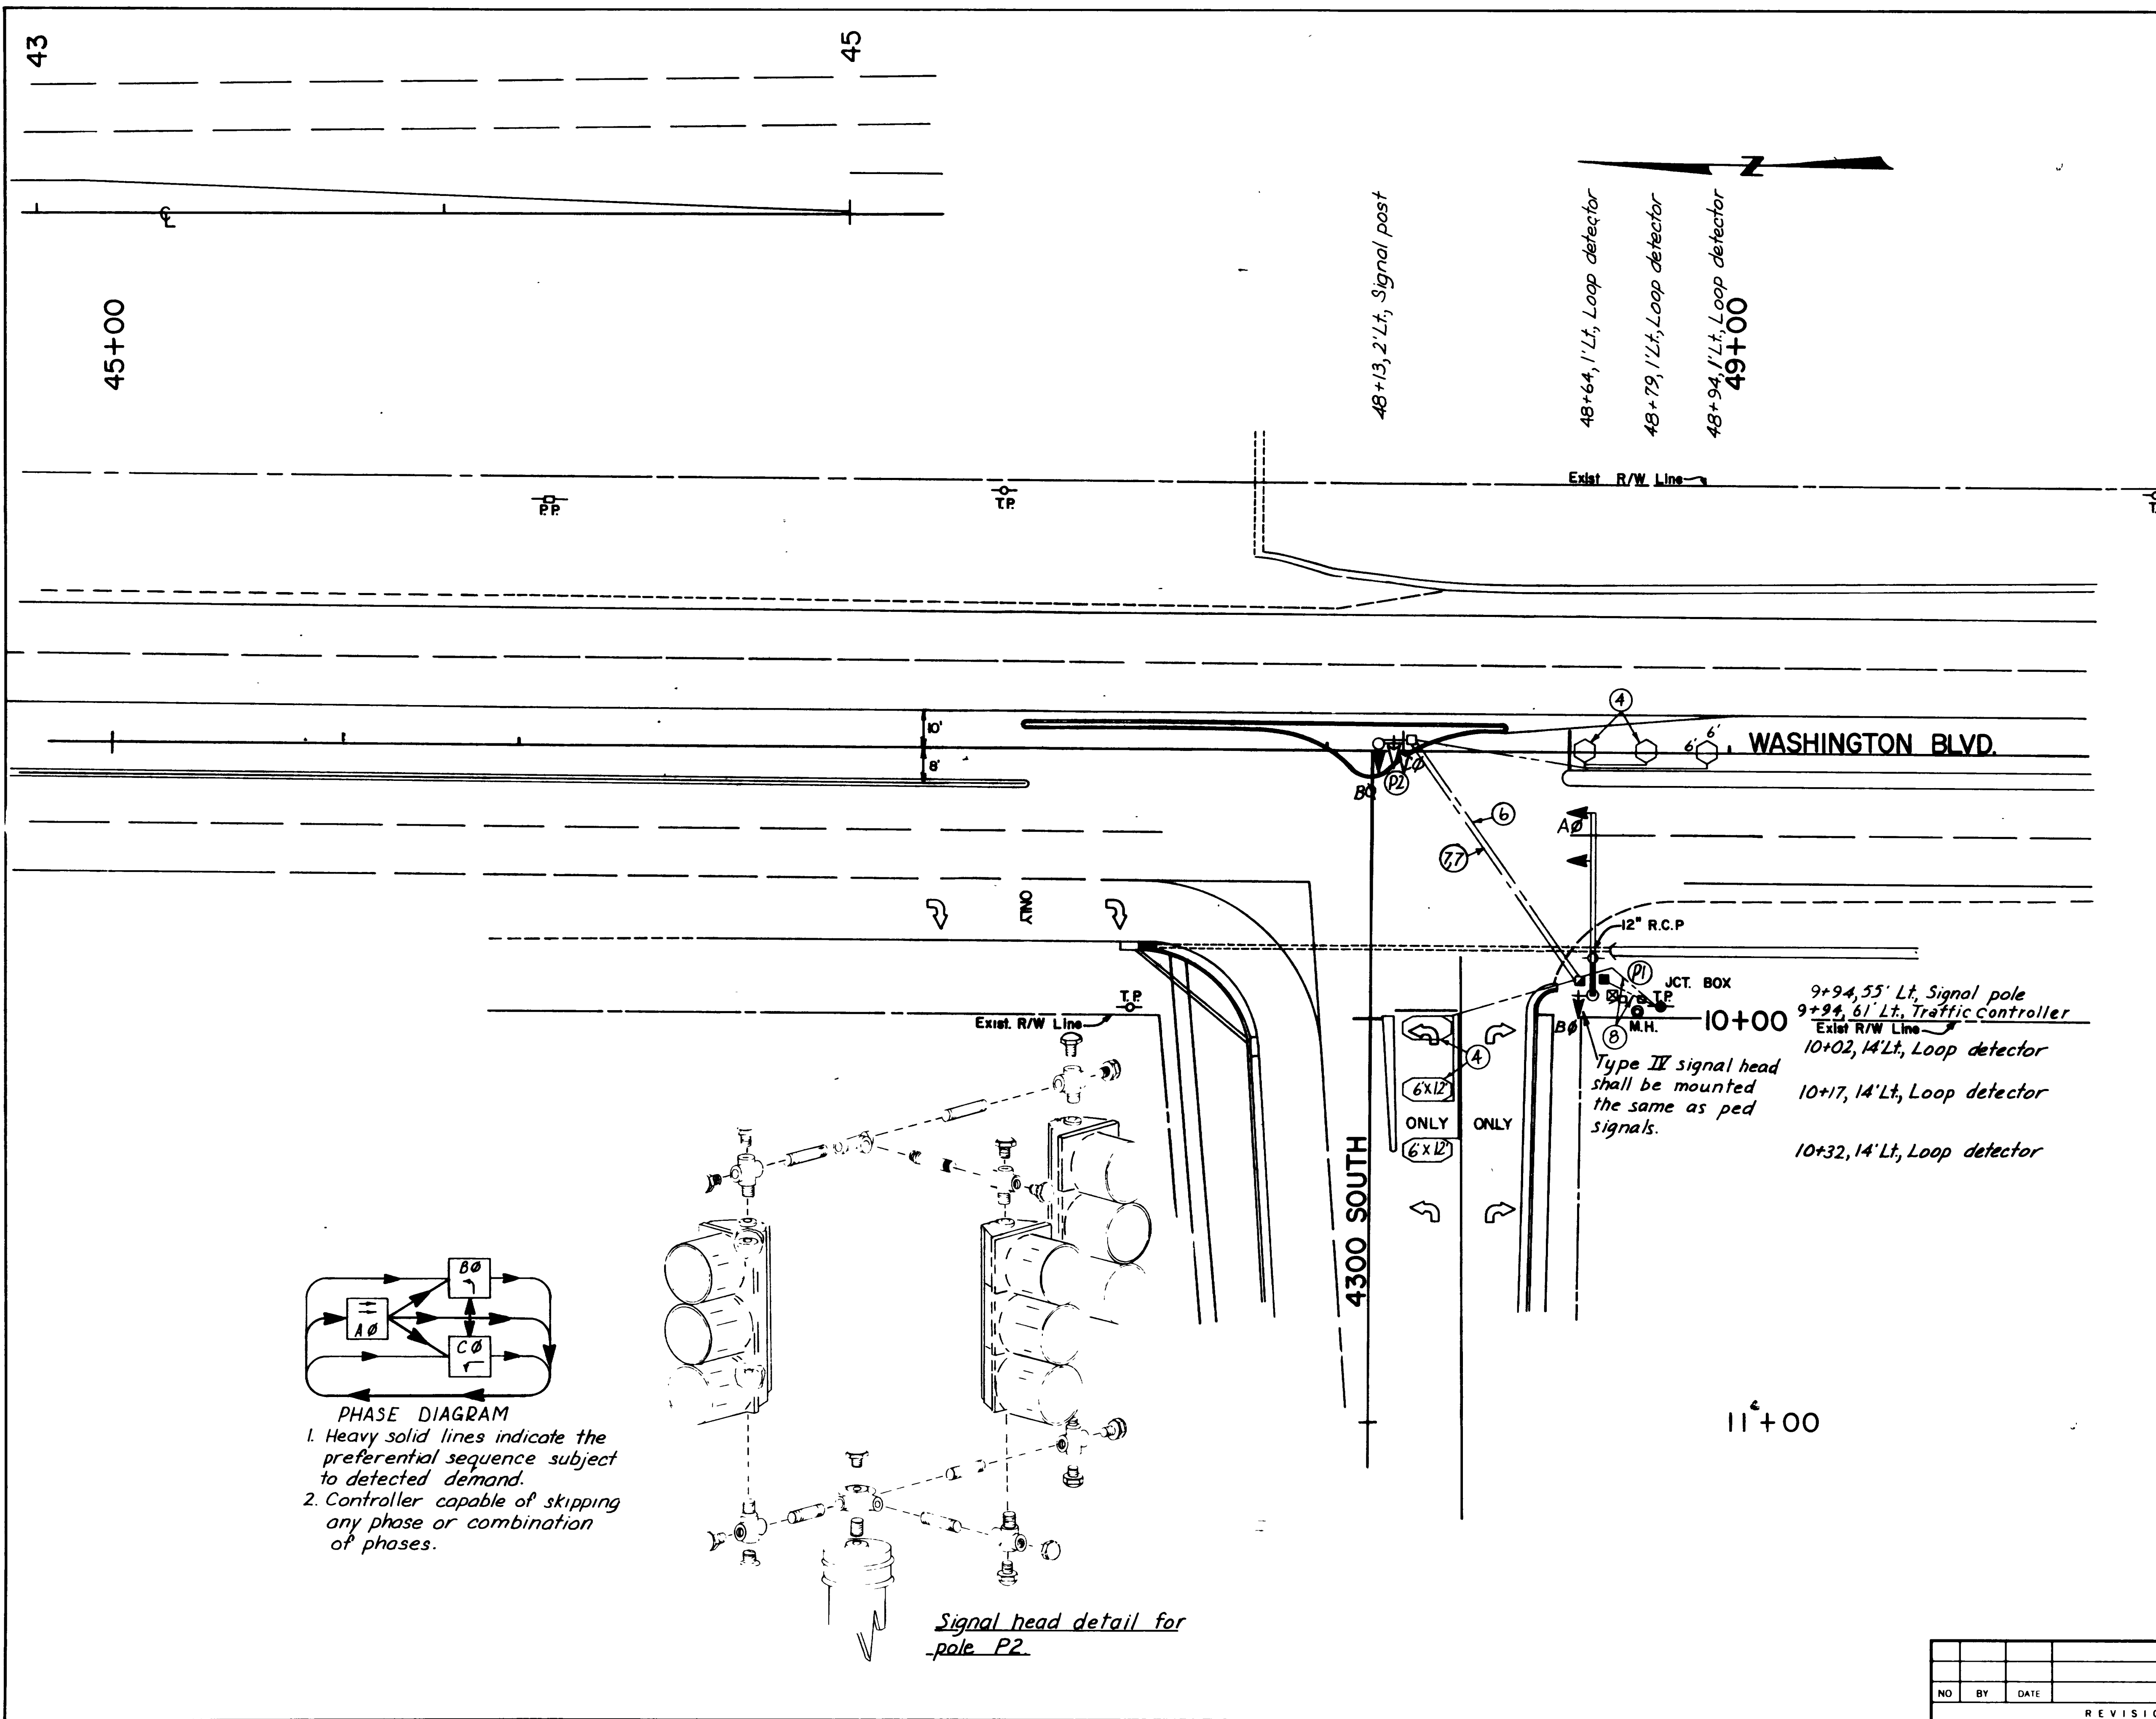 43
45
Z
℄
45+00
48+13, 2' Lt., Signal post
48+64, 1' Lt., Loop detector
48+79, 1' Lt., Loop detector
48+94, 1' Lt., Loop detector
49+00
Exist R/W Line
P.P.
T.P.
10'
8'
4
6'
6'
WASHINGTON BLVD.
BØ
P2
CØ
6
7,7
AØ
ONLY
12" R.C.P
P1
JCT. BOX
T.P.
T.P.
Exist. R/W Line
BØ
8
M.H.
10+00
9+94, 55' Lt., Signal pole
9+94, 61' Lt., Traffic controller
Exist R/W Line
10+02, 14' Lt., Loop detector
10+17, 14' Lt., Loop detector
10+32, 14' Lt., Loop detector
4
6'X12'
ONLY
ONLY
6'X12'
Type IV signal head
shall be mounted
the same as ped
signals.
4300 SOUTH
11+00
BØ
AØ
CØ
PHASE DIAGRAM
1. Heavy solid lines indicate the
preferential sequence subject
to detected demand.
2. Controller capable of skipping
any phase or combination
of phases.
Signal head detail for
pole P2.
NO BY DATE